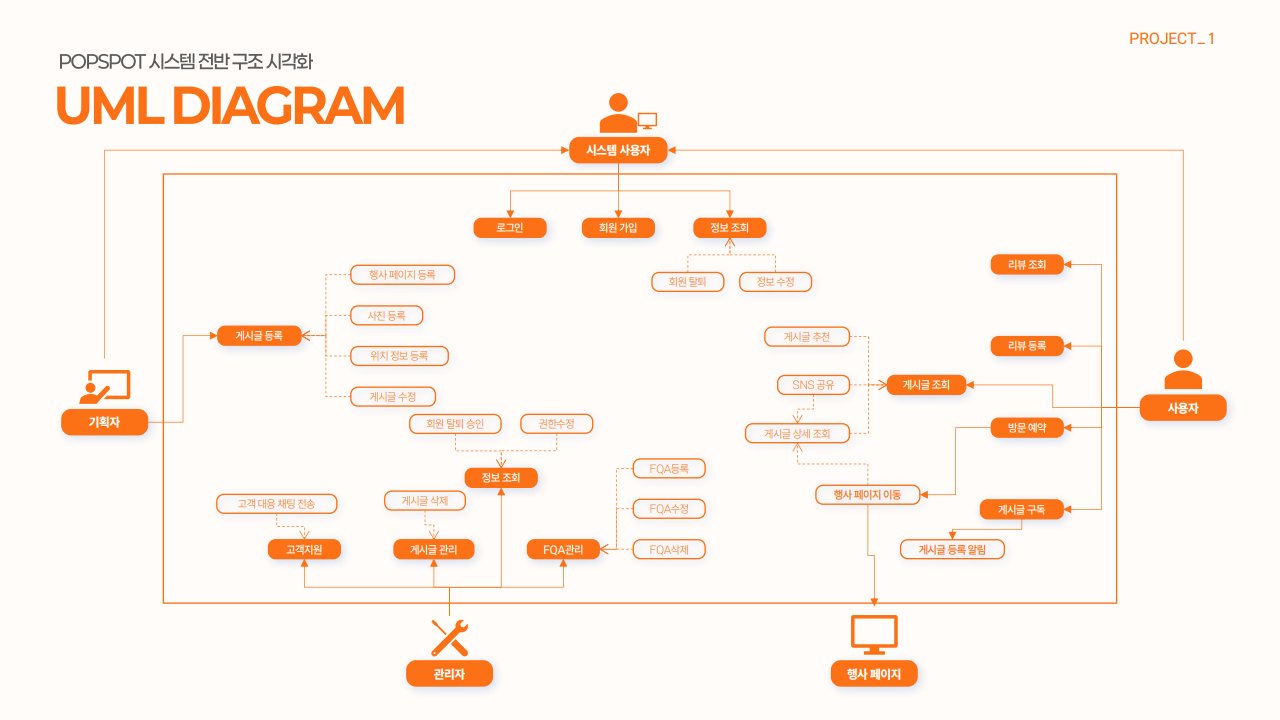 PROJECT_ 1
POPSPOT 시스템 전반 구조 시각화
UML DIAGRAM
시스템 사용자
로그인
회원 가입
정보 조회
회원 탈퇴
정보 수정
행사 페이지 등록
사진 등록
게시글 등록
위치 정보 등록
게시글 수정
기획자
리뷰 조회
리뷰 등록
게시글 추천
SNS 공유
게시글 조회
게시글 상세 조회
방문 예약
사용자
행사 페이지 이동
게시글 구독
게시글 등록 알림
회원 탈퇴 승인
권한수정
정보 조회
고객 대응 채팅 전송
고객지원
게시글 삭제
게시글 관리
FQA관리
FQA등록
FQA수정
FQA삭제
관리자
행사 페이지